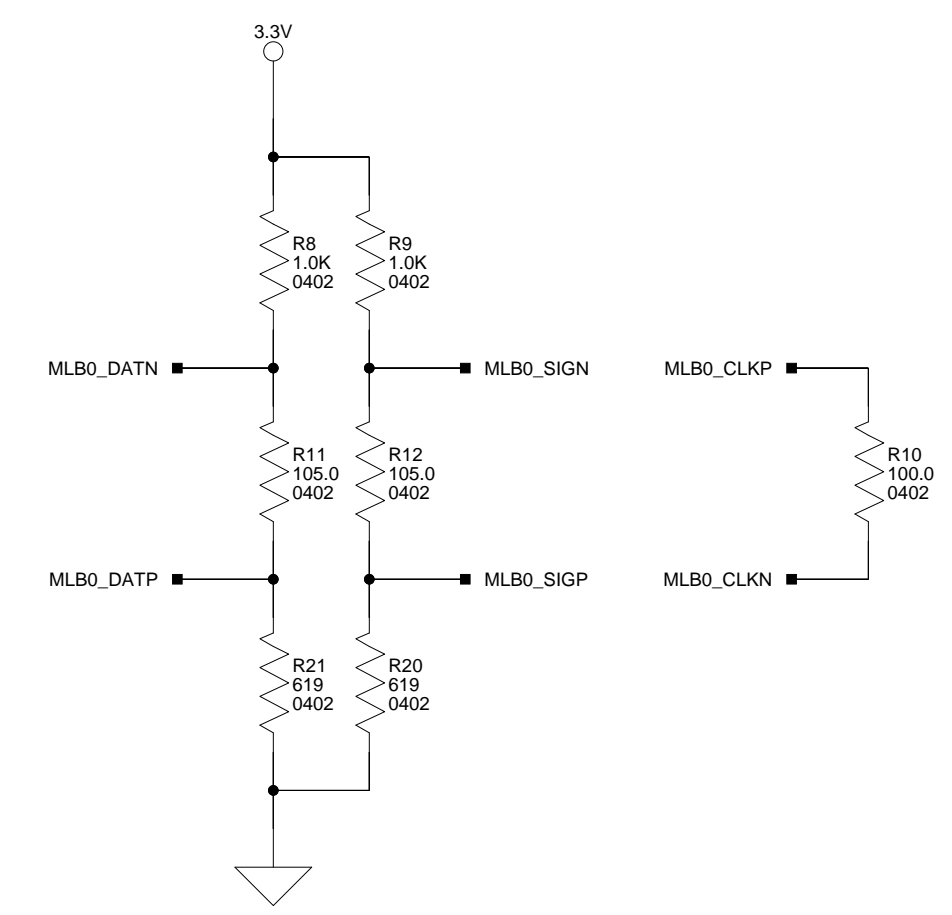 3.3V
R8
1.0K
0402
R9
1.0K
0402
MLB0_DATN
MLB0_SIGN
MLB0_CLKP
R11
105.0
0402
R12
105.0
0402
R10
100.0
0402
MLB0_DATP
MLB0_SIGP
MLB0_CLKN
R21
619
0402
R20
619
0402